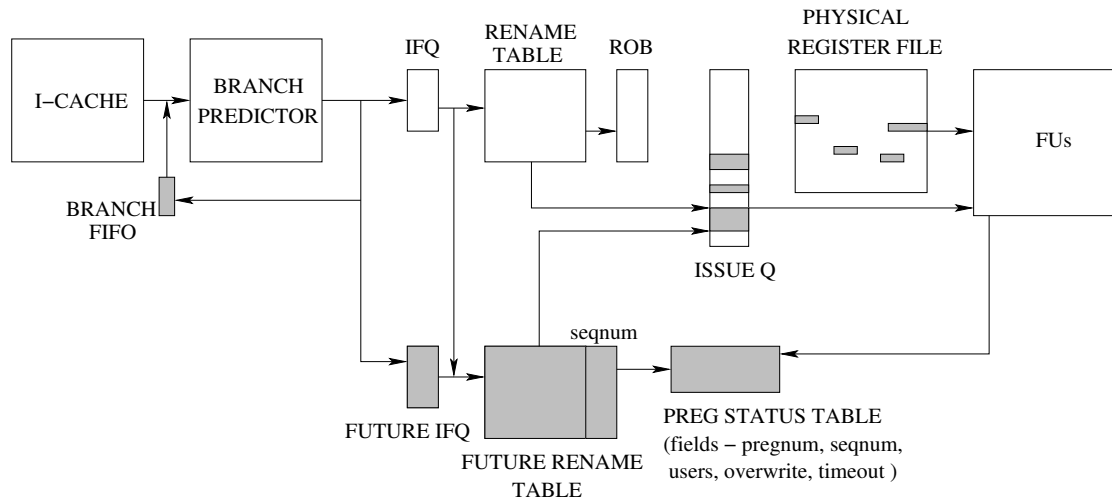 PHYSICAL
REGISTER FILE
IFQ
RENAME
TABLE
ROB
I−CACHE
BRANCH
PREDICTOR
FUs
BRANCH
FIFO
ISSUE Q
seqnum
FUTURE IFQ
FUTURE RENAME
TABLE
PREG STATUS TABLE
(fields − pregnum, seqnum,
users, overwrite, timeout )